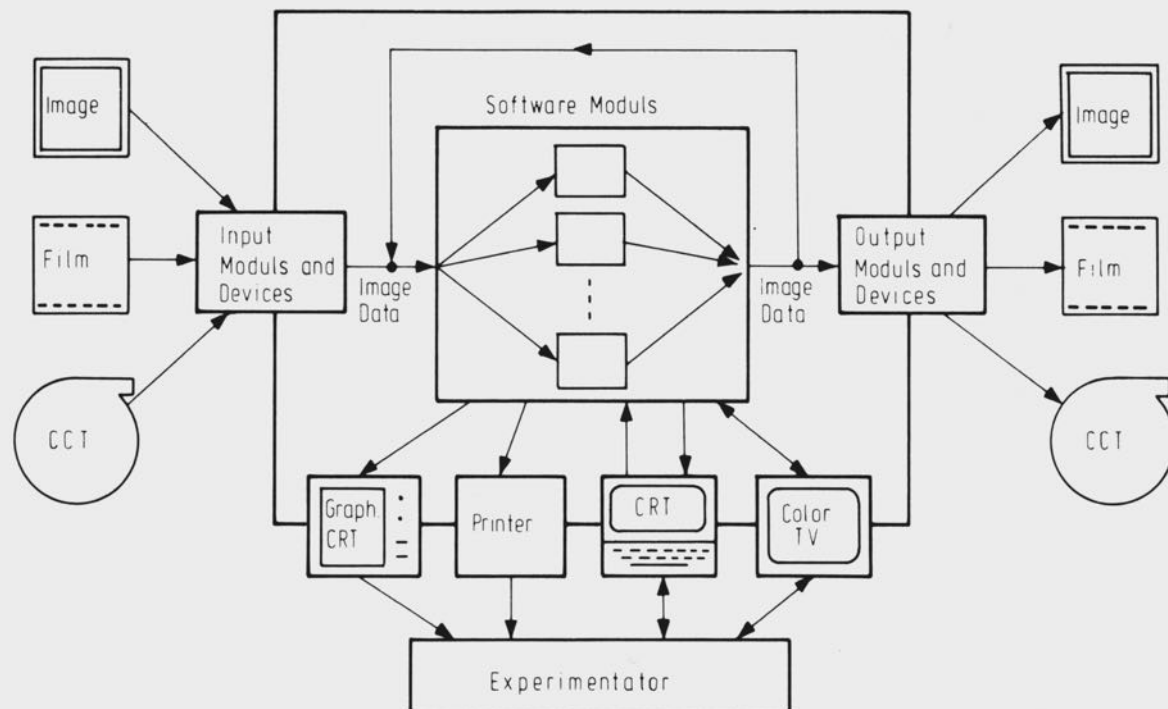 Software Moduls
Image
Image
Film
Input
Moduls and
Devices
Image
Data
Image
Data
Output
Moduls and
Devices
Film
CCT
CCT
Graph.
CRT
Printer
CRT
Color
TV
Experimentator